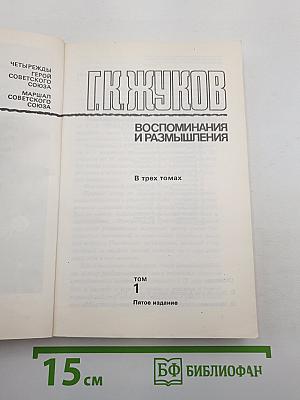 ЧЕТЫРЕЖДЫ
ГЕРОЙ
СОВЕТСКОГО
СОЮЗА
МАРШАЛ
СОВЕТСКОГО
СОЮЗА
Г.К.ЖУКОВ
ВОСПОМИНАНИЯ
И РАЗМЫШЛЕНИЯ
В трех томах
ТОМ
1
Пятое издание
15 см
БФ БИБЛИОФАН